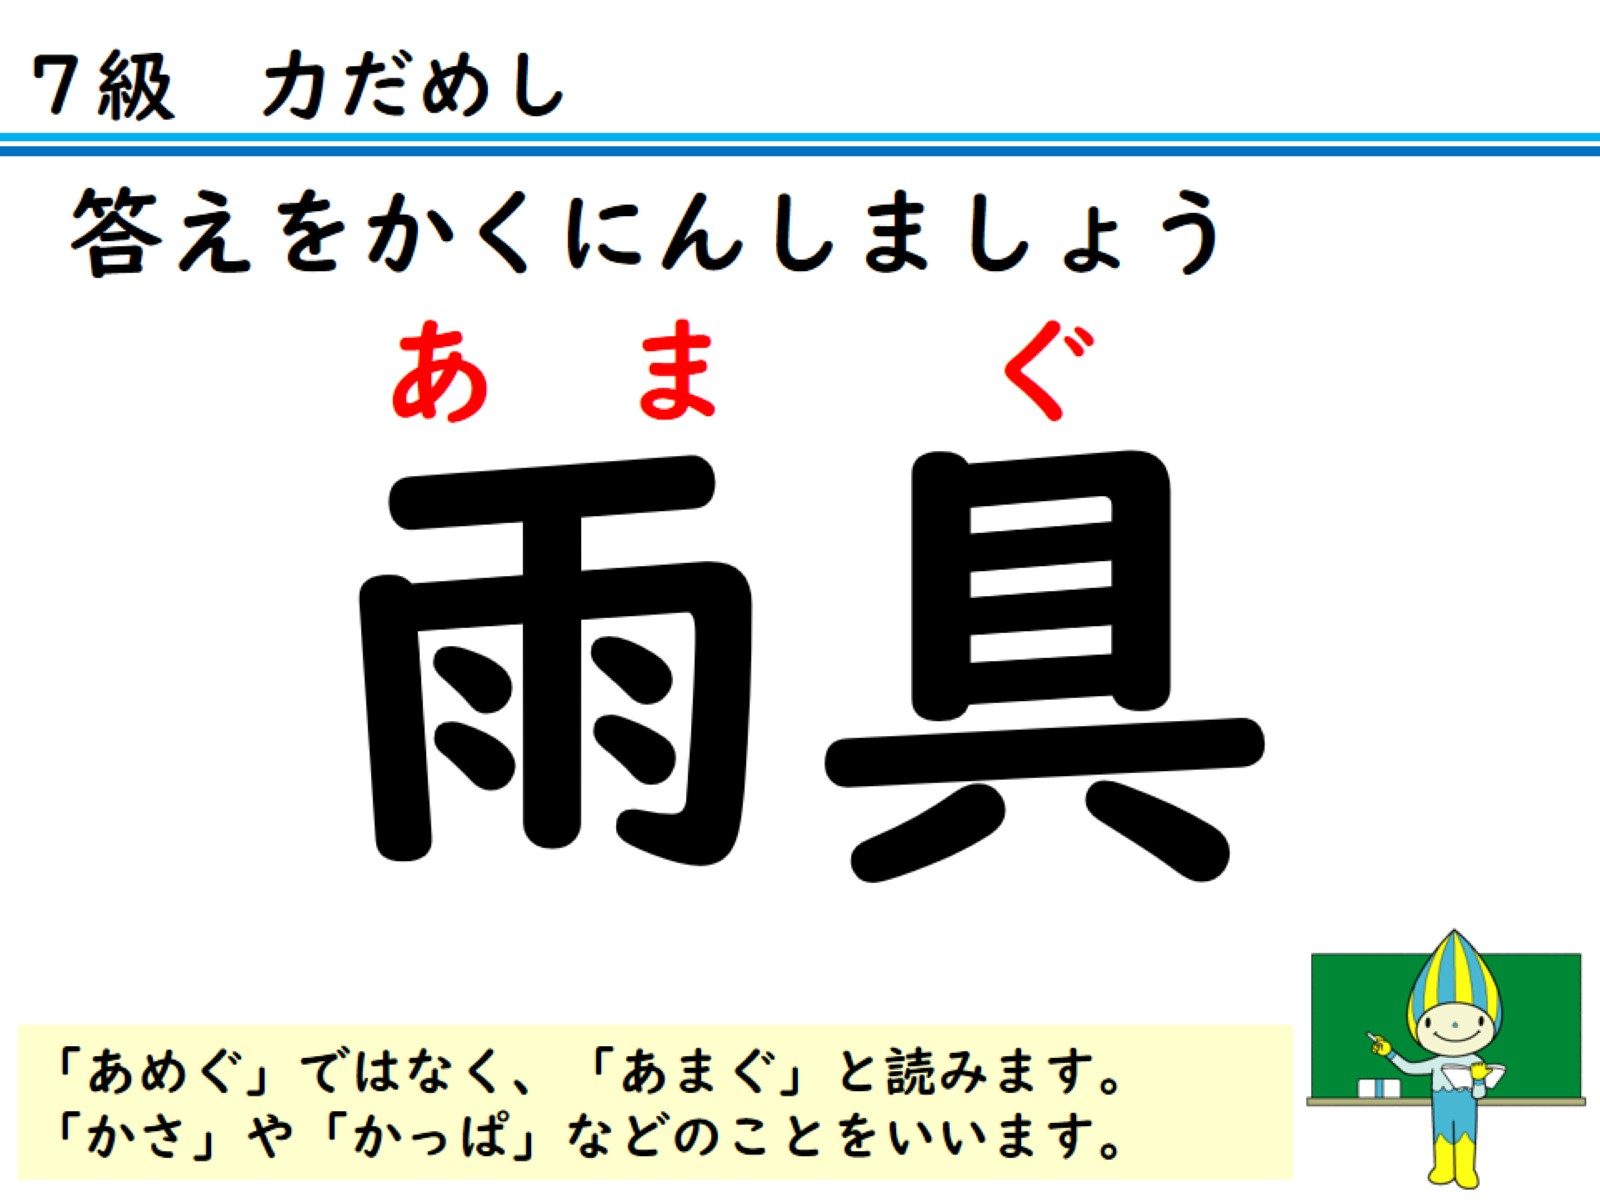 ７級　力だめし
答えをかくにんしましょう
あま　ぐ
雨具
「あめぐ」ではなく、「あまぐ」と読みます。
「かさ」や「かっぱ」などのことをいいます。